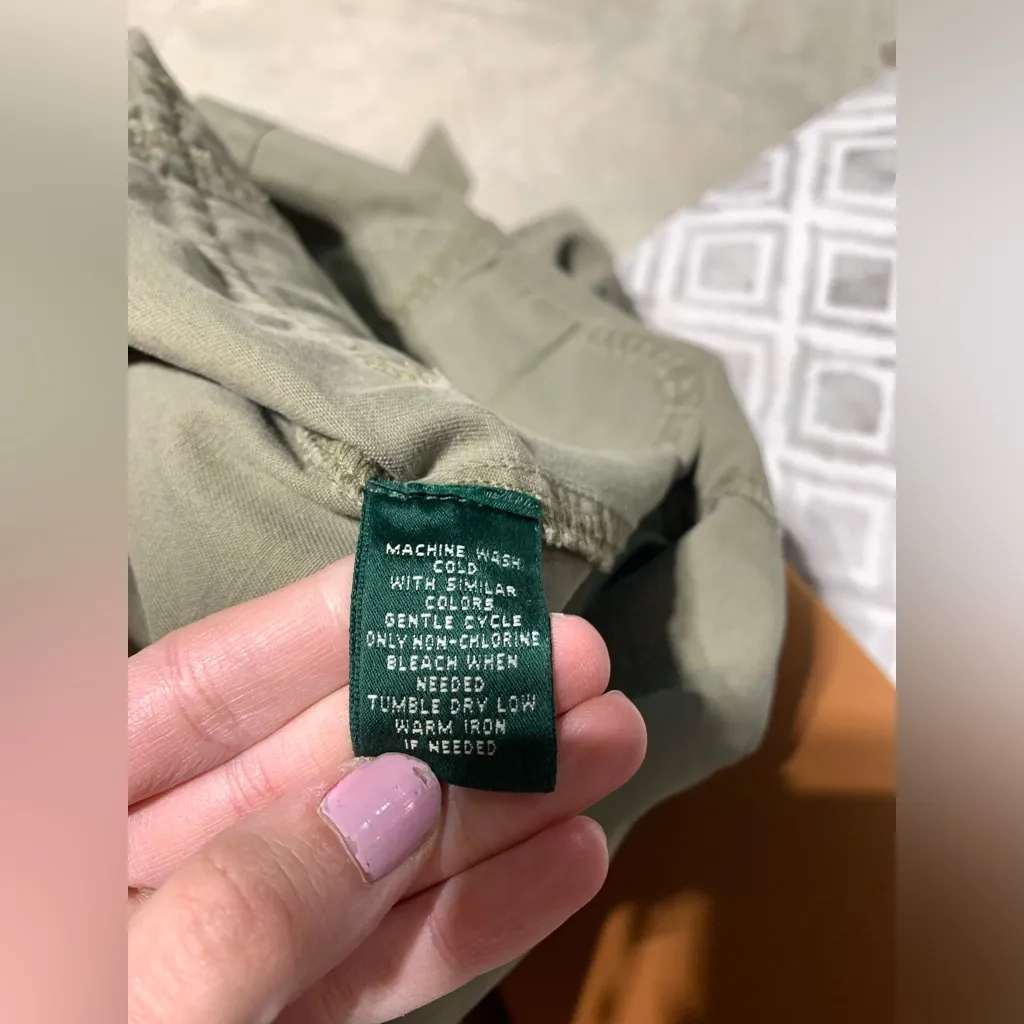 MACHINE WASH
COLD
WITH SIMILAR
COLORS
GENTLE CYCLE
ONLY NON-CHLORINE
BLEACH WHEN
NEEDED
TUMBLE DRY LOW
WARM IRON
IF NEEDED